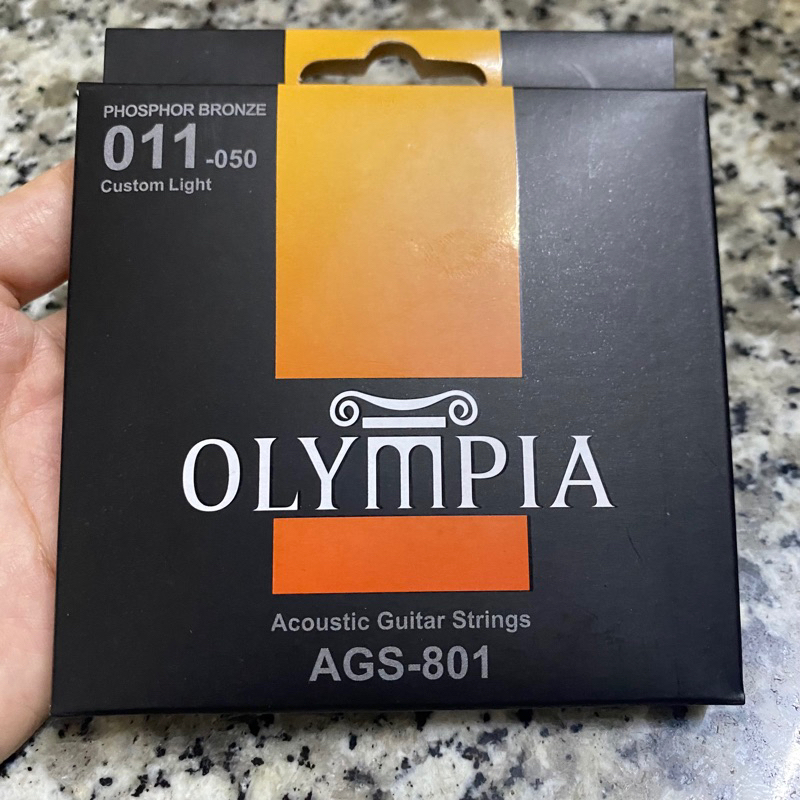 PHOSPHOR BRONZE
011-050
Custom Light
OLYMPIA
Acoustic Guitar Strings
AGS-801